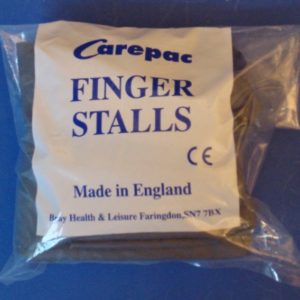 Carepac
FINGER
STALLS
CE
Made in England
Bray Health & Leisure Faringdon, SN7 7BX